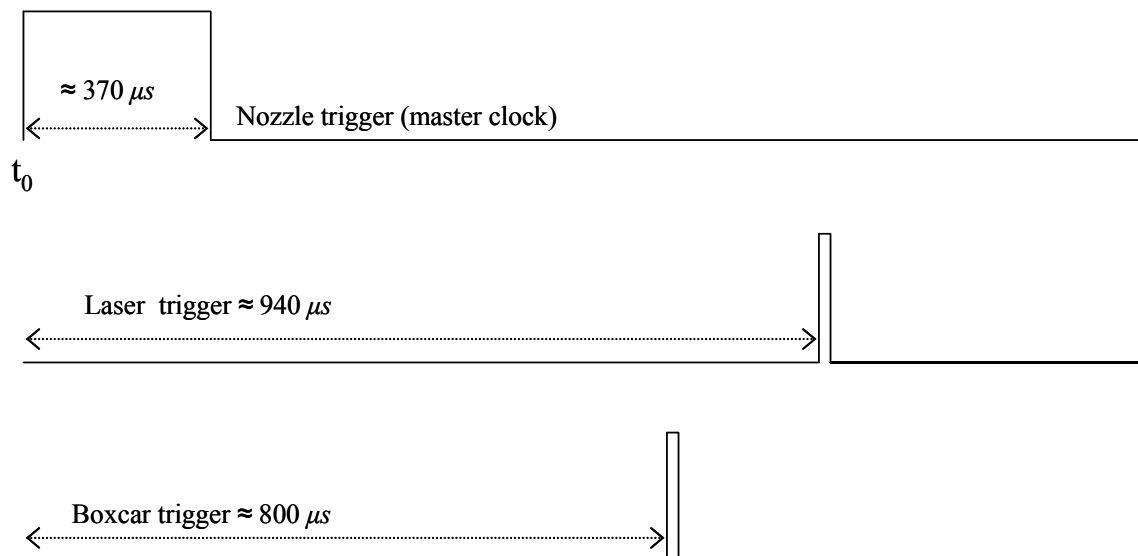 ≈ 370 μs
Nozzle trigger (master clock)
t0
Laser trigger ≈ 940 μs
Boxcar trigger ≈ 800 μs